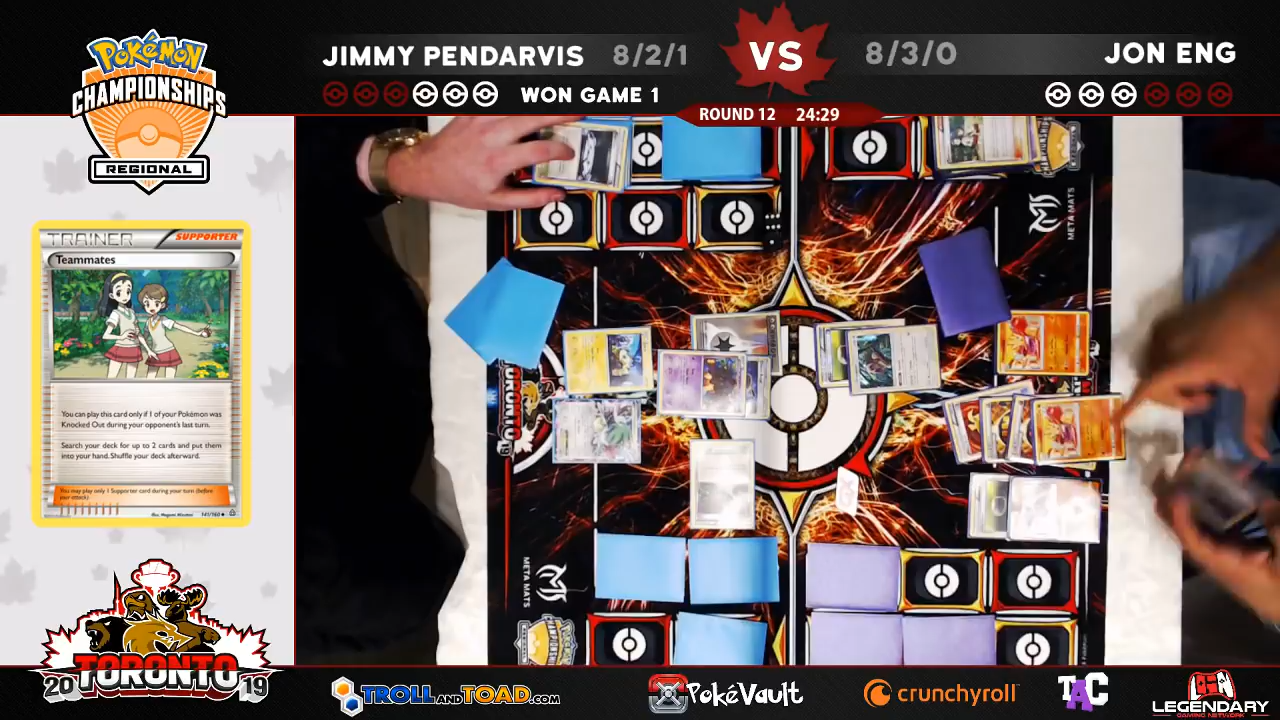 Pokémon
CHAMPIONSHIPS
REGIONAL
JIMMY PENDARVIS 8/2/1
VS
8/3/0 JON ENG
WON GAME 1
ROUND 12 24:29
TRAINER SUPPORTER
Teammates
You can play this card only if 1 of your Pokémon was
Knocked Out during your opponent's last turn.
Search your deck for up to 2 cards and put them
into your hand. Shuffle your deck afterward.
You may play only 1 Supporter card during your turn (before
your attack).
141/160
META MATS
META MATS
TORONTO
2019
TROLL AND TOAD.COM
PokéVault
crunchyroll
TAC
LEGENDARY
GAMING NETWORK